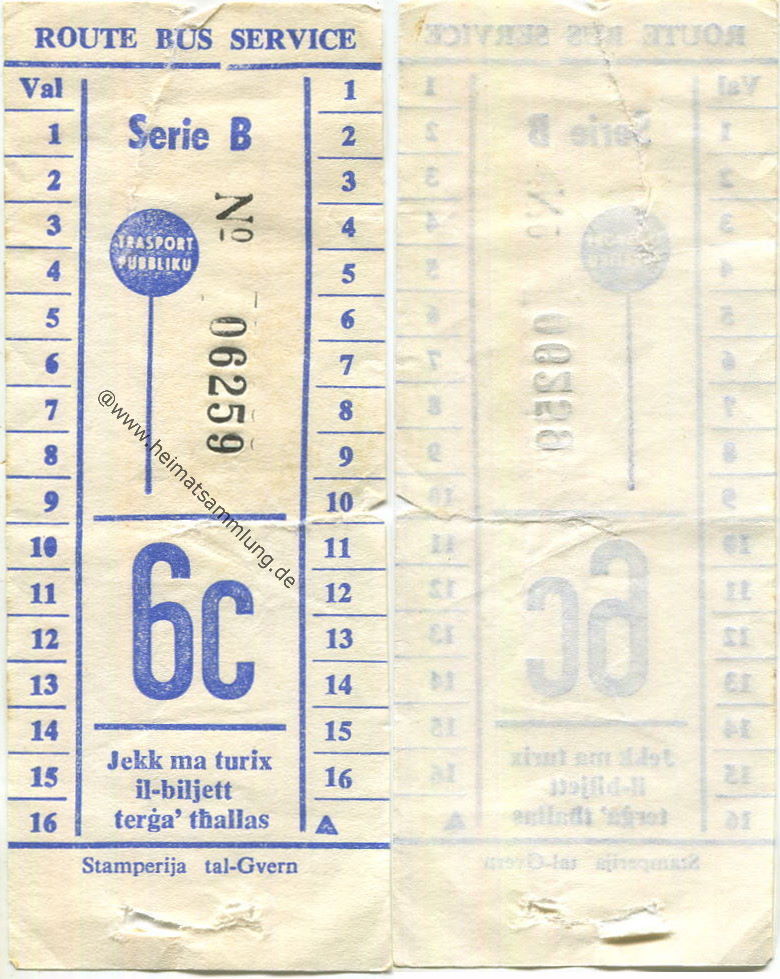 ROUTE BUS SERVICE
Val 1
1 2
2 3
3 4
4 5
5 6
6 7
7 8
8 9
9 10
10 11
11 12
12 13
13 14
14 15
15 16
16
Serie B
TRASPORT
PUBBLIKU
Nº 06259
@www.heimatsammlung.de
6c
Jekk ma turix
il-biljett
terġa' tħallas
Stamperija tal-Gvern